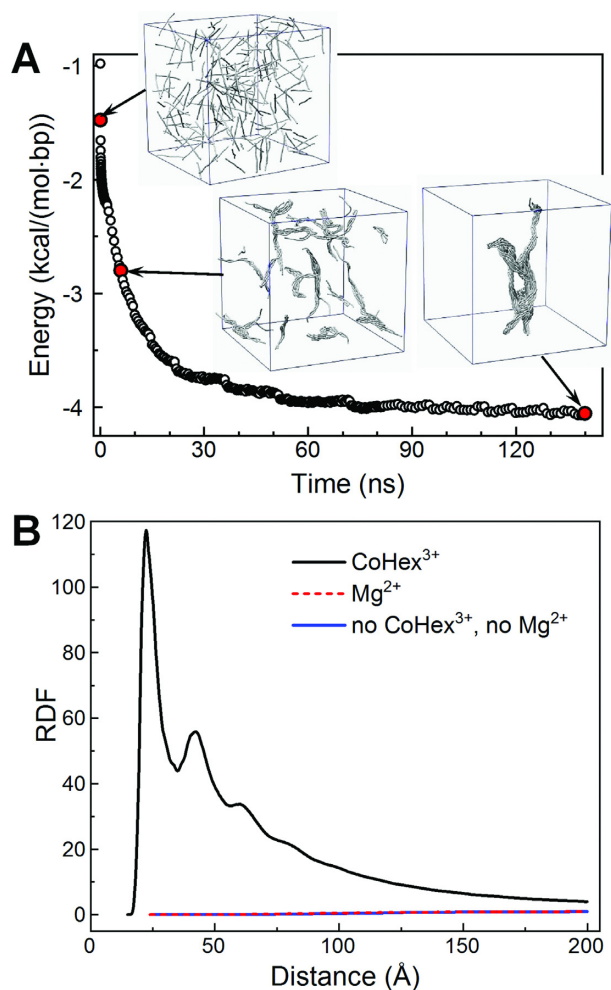 A
Energy (kcal/(mol·bp))
-1
-2
-3
-4
0
30
60
90
120
Time (ns)
B
RDF
120
100
80
60
40
20
0
CoHex³⁺
Mg²⁺
no CoHex³⁺, no Mg²⁺
0
50
100
150
200
Distance (Å)